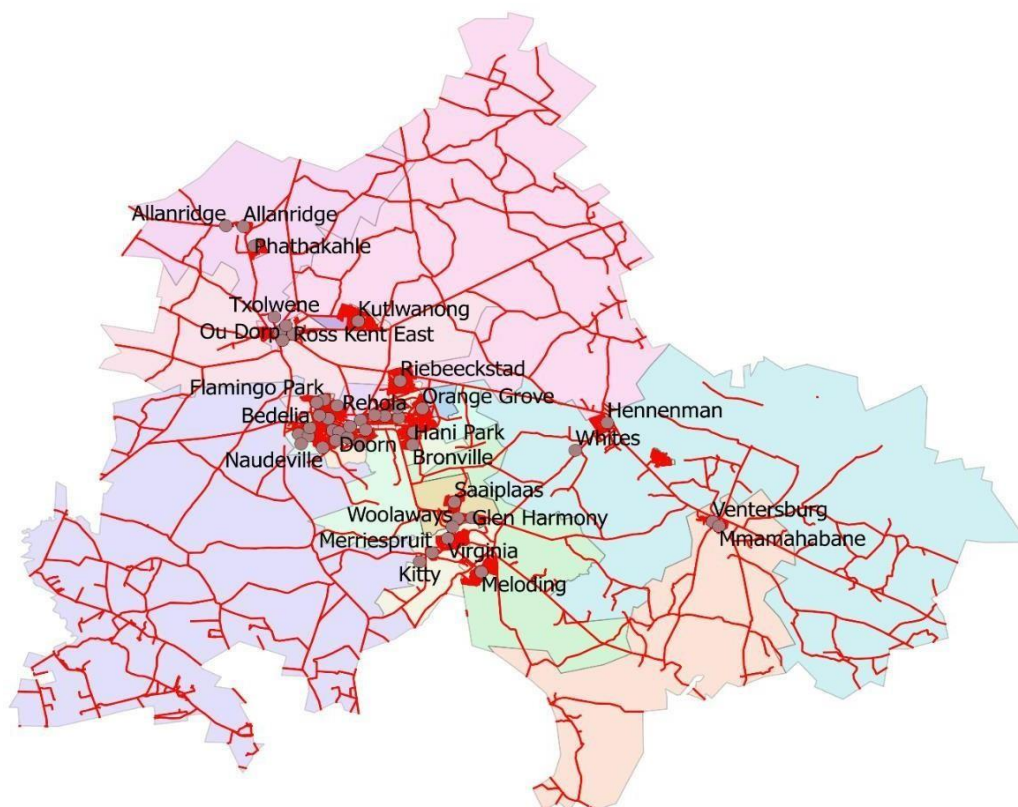 Allanridge
Allanridge
Phathakahle
Txolwene
Kutlwanong
Ou Dorp
Ross Kent East
Riebeeckstad
Flamingo Park
Rehola
Orange Grove
Bedelia
Hennenman
Doorn
Hani Park
Whites
Naudeville
Bronville
Saaiplaas
Woolaways
Glen Harmony
Ventersburg
Merriespruit
Virginia
Mmamahabane
Kitty
Meloding